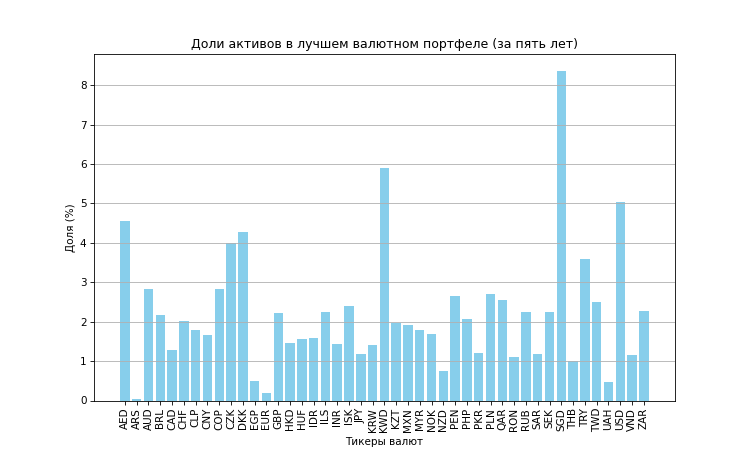 Доли активов в лучшем валютном портфеле (за пять лет)
Доля (%)
8
7
6
5
4
3
2
1
0
AED
ARS
AUD
BRL
CAD
CHF
CLP
CNY
COP
CZK
DKK
EGP
EUR
GBP
HKD
HUF
IDR
ILS
INR
ISK
JPY
KRW
KWD
KZT
MXN
MYR
NOK
NZD
PEN
PHP
PKR
PLN
QAR
RON
RUB
SAR
SEK
SGD
THB
TRY
TWD
UAH
USD
VND
ZAR
Тикеры валют